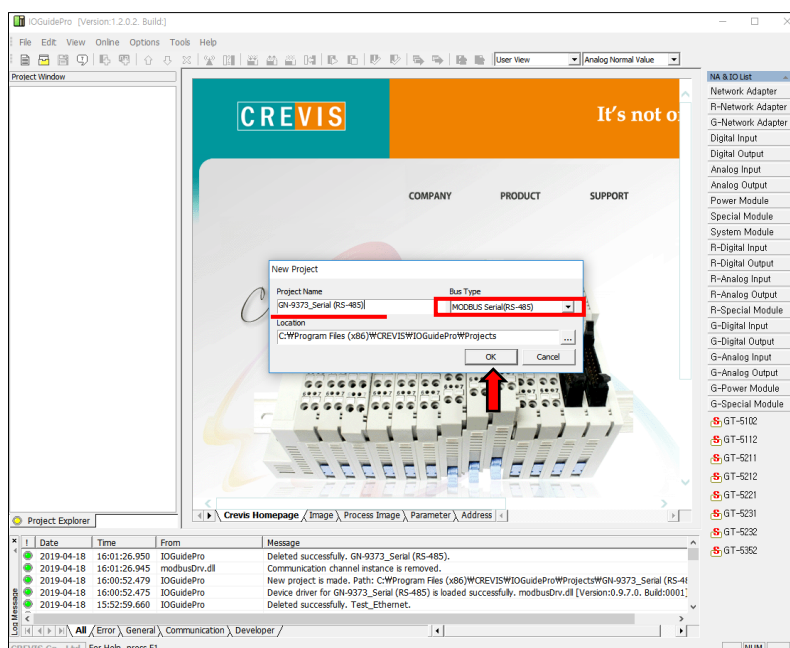 IOGuidePro [Version:1.2.0.2. Build:]
File Edit View Online Options Tools Help
User View Analog Normal Value
Project Window
NA & IO List
Network Adapter
R-Network Adapter
G-Network Adapter
Digital Input
Digital Output
Analog Input
Analog Output
Power Module
Special Module
System Module
R-Digital Input
R-Digital Output
R-Analog Input
R-Analog Output
R-Special Module
G-Digital Input
G-Digital Output
G-Analog Input
G-Analog Output
G-Power Module
G-Special Module
GT-5102
GT-5112
GT-5211
GT-5212
GT-5221
GT-5231
GT-5232
GT-5352
CREVIS It's not o
COMPANY PRODUCT SUPPORT
New Project
Project Name Bus Type
GN-9373_Serial (RS-485) MODBUS Serial(RS-485)
Location
C:₩Program Files (x86)₩CREVIS₩IOGuidePro₩Projects ...
OK Cancel
Project Explorer
Crevis Homepage Image Process Image Parameter Address
! Date Time From Message
2019-04-18 16:01:26.950 IOGuidePro Deleted successfully. GN-9373_Serial (RS-485).
2019-04-18 16:01:26.945 modbusDrv.dll Communication channel instance is removed.
2019-04-18 16:00:52.479 IOGuidePro New project is made. Path: C:₩Program Files (x86)₩CREVIS₩IOGuidePro₩Projects₩GN-9373_Serial (RS-48
2019-04-18 16:00:52.475 IOGuidePro Device driver for GN-9373_Serial (RS-485) is loaded successfully. modbusDrv.dll [Version:0.9.7.0. Build:0001]
2019-04-18 15:52:59.660 IOGuidePro Deleted successfully. Test_Ethernet.
Log Message
All Error General Communication Developer
CREVIS Co., Ltd. For Help, press F1 NUM